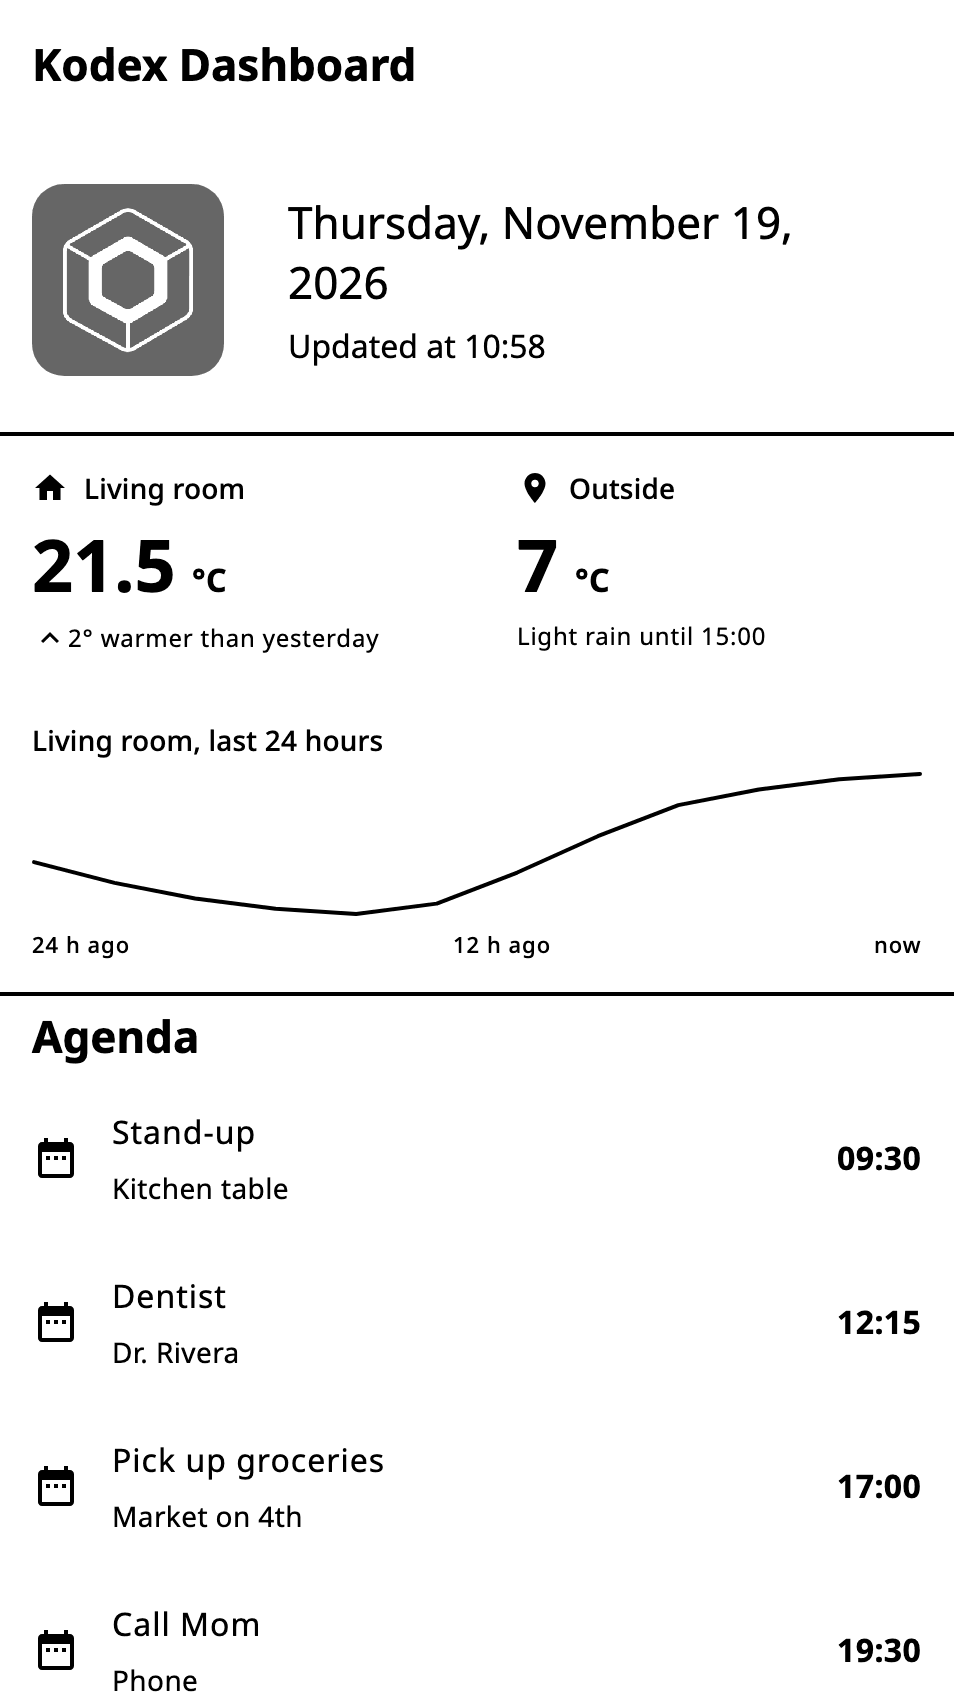 Kodex Dashboard
Thursday, November 19,
2026
Updated at 10:58
Living room
21.5 °C
2° warmer than yesterday
Outside
7 °C
Light rain until 15:00
Living room, last 24 hours
24 h ago
12 h ago
now
Agenda
Stand-up
Kitchen table
09:30
Dentist
Dr. Rivera
12:15
Pick up groceries
Market on 4th
17:00
Call Mom
Phone
19:30